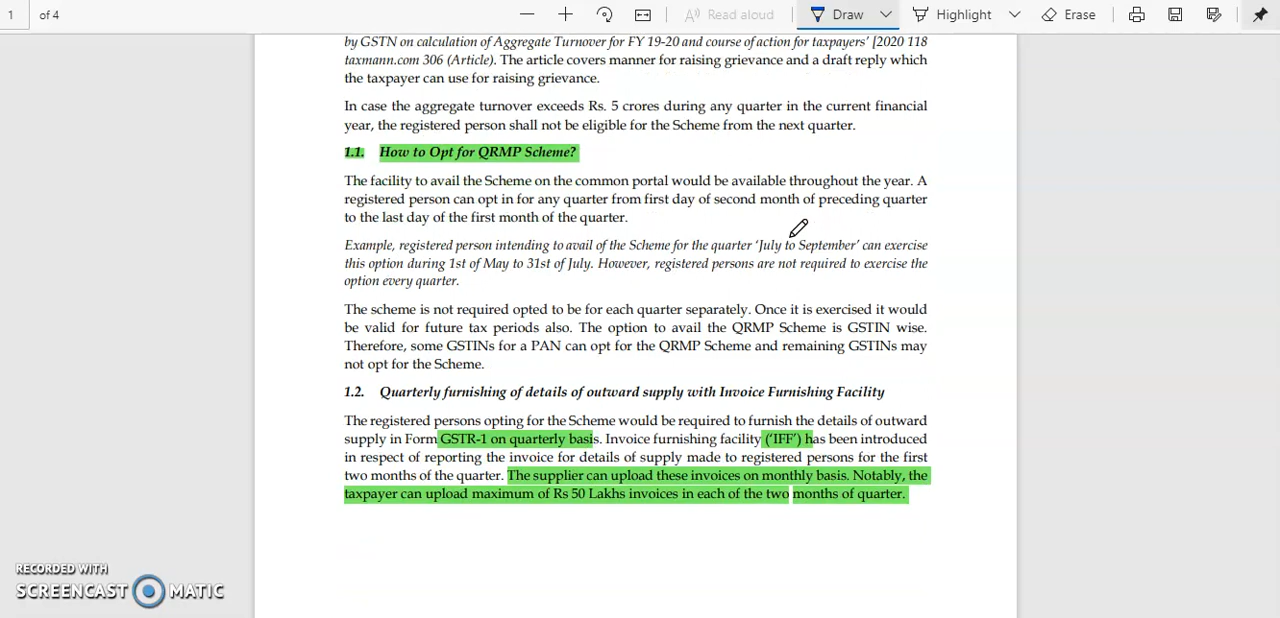 1 of 4 Read aloud Draw Highlight Erase
by GSTN on calculation of Aggregate Turnover for FY 19-20 and course of action for taxpayers' [2020 118
taxmann.com 306 (Article). The article covers manner for raising grievance and a draft reply which
the taxpayer can use for raising grievance.
In case the aggregate turnover exceeds Rs. 5 crores during any quarter in the current financial
year, the registered person shall not be eligible for the Scheme from the next quarter.
1.1. How to Opt for QRMP Scheme?
The facility to avail the Scheme on the common portal would be available throughout the year. A
registered person can opt in for any quarter from first day of second month of preceding quarter
to the last day of the first month of the quarter.
Example, registered person intending to avail of the Scheme for the quarter 'July to September' can exercise
this option during 1st of May to 31st of July. However, registered persons are not required to exercise the
option every quarter.
The scheme is not required opted to be for each quarter separately. Once it is exercised it would
be valid for future tax periods also. The option to avail the QRMP Scheme is GSTIN wise.
Therefore, some GSTINs for a PAN can opt for the QRMP Scheme and remaining GSTINs may
not opt for the Scheme.
1.2. Quarterly furnishing of details of outward supply with Invoice Furnishing Facility
The registered persons opting for the Scheme would be required to furnish the details of outward
supply in Form GSTR-1 on quarterly basis. Invoice furnishing facility ('IFF') has been introduced
in respect of reporting the invoice for details of supply made to registered persons for the first
two months of the quarter. The supplier can upload these invoices on monthly basis. Notably, the
taxpayer can upload maximum of Rs 50 Lakhs invoices in each of the two months of quarter.
RECORDED WITH
SCREENCAST MATIC